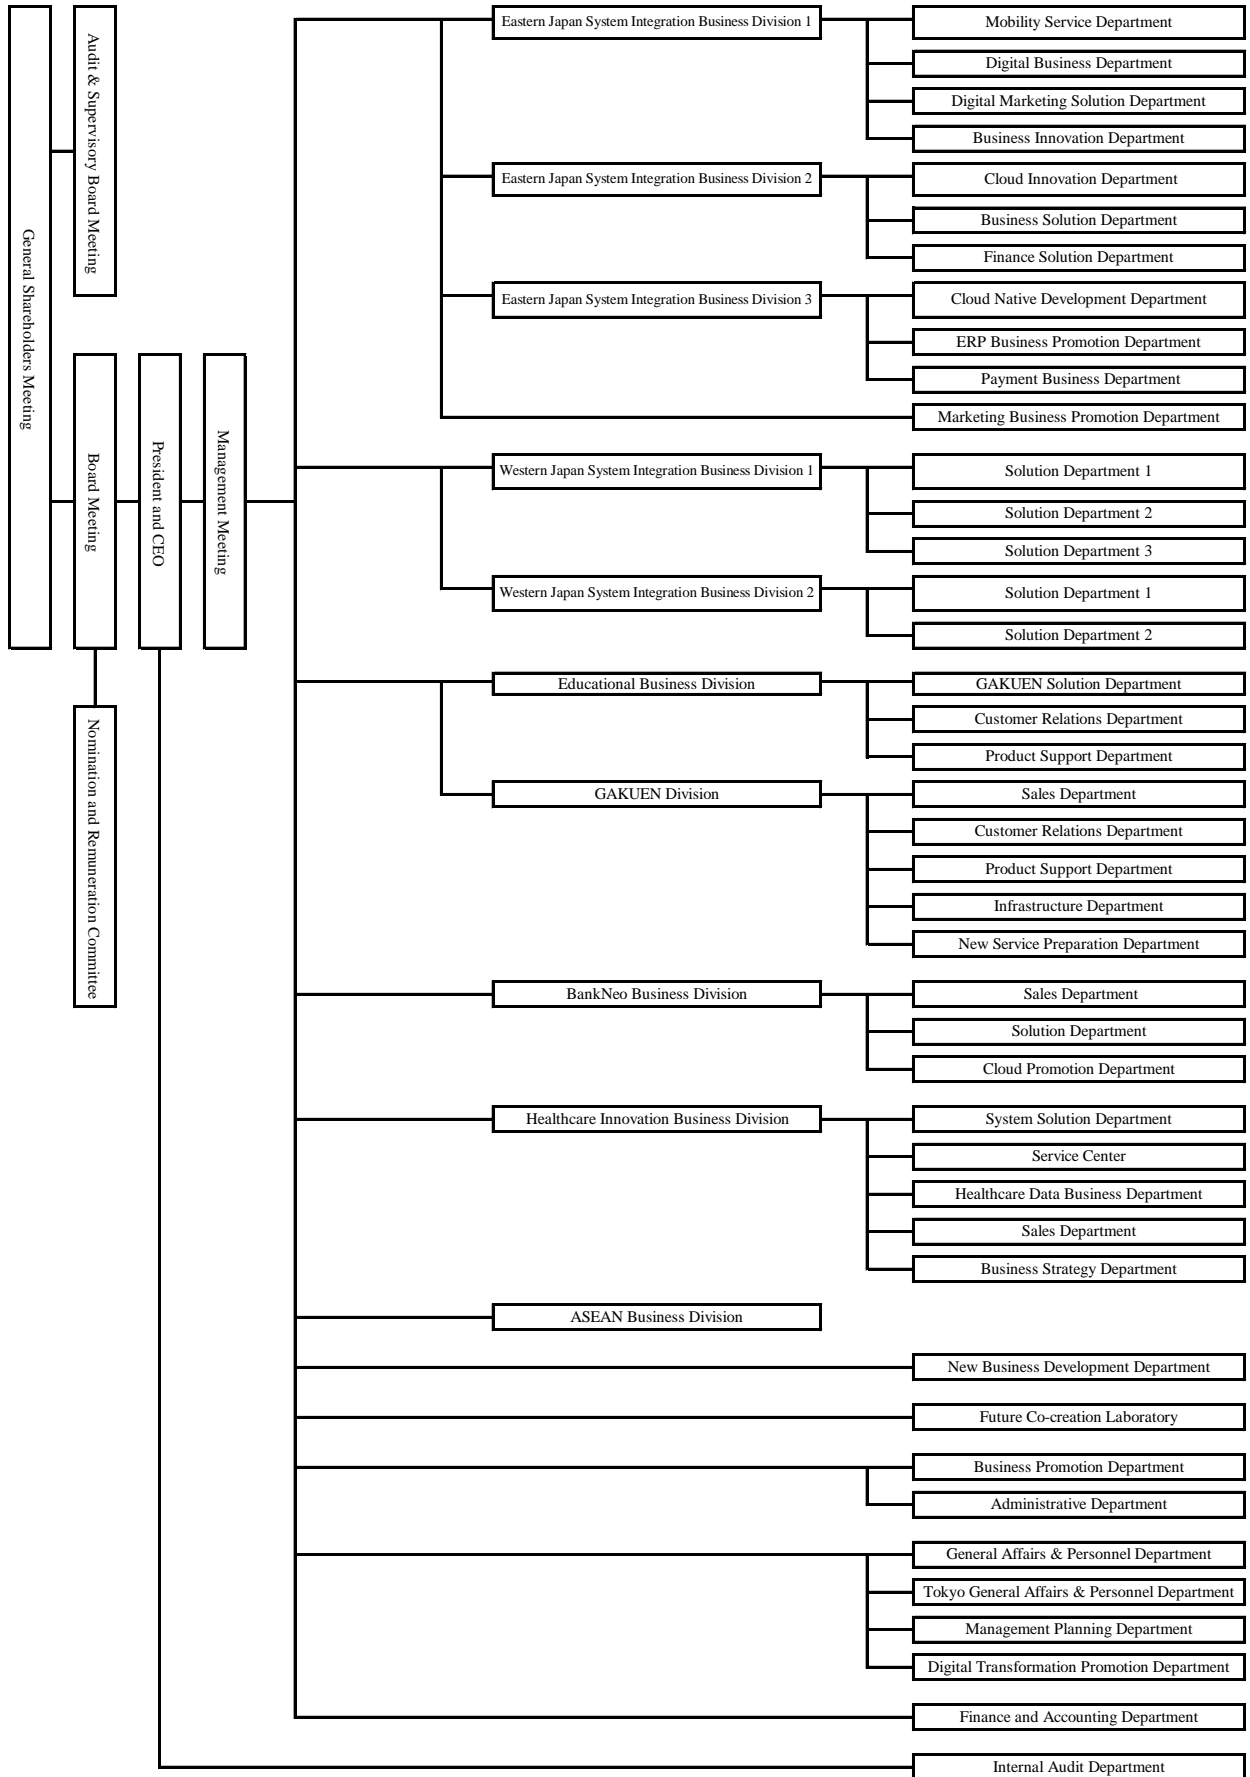 General Shareholders Meeting
Audit & Supervisory Board Meeting
Board Meeting
Nomination and Remuneration Committee
President and CEO
Management Meeting
Eastern Japan System Integration Business Division 1
Mobility Service Department
Digital Business Department
Digital Marketing Solution Department
Business Innovation Department
Eastern Japan System Integration Business Division 2
Cloud Innovation Department
Business Solution Department
Finance Solution Department
Eastern Japan System Integration Business Division 3
Cloud Native Development Department
ERP Business Promotion Department
Payment Business Department
Marketing Business Promotion Department
Western Japan System Integration Business Division 1
Solution Department 1
Solution Department 2
Solution Department 3
Western Japan System Integration Business Division 2
Solution Department 1
Solution Department 2
Educational Business Division
GAKUEN Solution Department
Customer Relations Department
Product Support Department
GAKUEN Division
Sales Department
Customer Relations Department
Product Support Department
Infrastructure Department
New Service Preparation Department
BankNeo Business Division
Sales Department
Solution Department
Cloud Promotion Department
Healthcare Innovation Business Division
System Solution Department
Service Center
Healthcare Data Business Department
Sales Department
Business Strategy Department
ASEAN Business Division
New Business Development Department
Future Co-creation Laboratory
Business Promotion Department
Administrative Department
General Affairs & Personnel Department
Tokyo General Affairs & Personnel Department
Management Planning Department
Digital Transformation Promotion Department
Finance and Accounting Department
Internal Audit Department